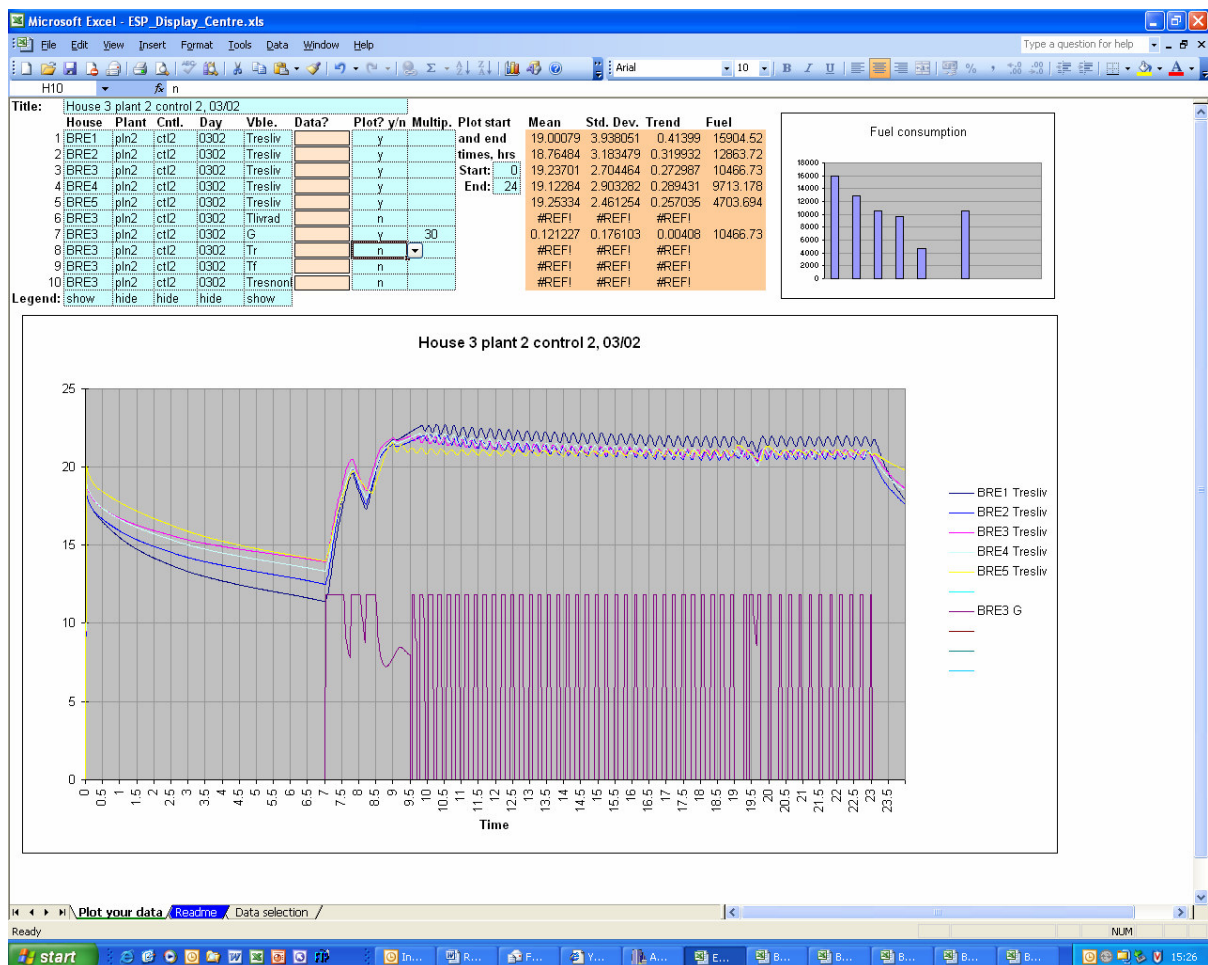 Microsoft Excel - ESP_Display_Centre.xls
File Edit View Insert Format Tools Data Window Help Type a question for help
Arial 10 B I U
H10 fx n
Title: House 3 plant 2 control 2, 03/02
House Plant Cntl. Day Vble. Data? Plot? y/n Multip. Plot start Mean Std. Dev. Trend Fuel
1 BRE1 pln2 ctl2 0302 Tresliv y and end 19.00079 3.938051 0.41399 15904.52
2 BRE2 pln2 ctl2 0302 Tresliv y times, hrs 18.76484 3.183479 0.319932 12863.72
3 BRE3 pln2 ctl2 0302 Tresliv y Start: 0 19.23701 2.704464 0.272987 10466.73
4 BRE4 pln2 ctl2 0302 Tresliv y End: 24 19.12284 2.903282 0.289431 9713.178
5 BRE5 pln2 ctl2 0302 Tresliv y 19.25334 2.461254 0.257035 4703.694
6 BRE3 pln2 ctl2 0302 Tlivrad n #REF! #REF! #REF!
7 BRE3 pln2 ctl2 0302 G y 30 0.121227 0.176103 0.00408 10466.73
8 BRE3 pln2 ctl2 0302 Tr n #REF! #REF! #REF!
9 BRE3 pln2 ctl2 0302 Tf n #REF! #REF! #REF!
10 BRE3 pln2 ctl2 0302 Tresnonl n #REF! #REF! #REF!
Legend: show hide hide hide show
Fuel consumption
18000
16000
14000
12000
10000
8000
6000
4000
2000
0
House 3 plant 2 control 2, 03/02
25
20
15
10
5
0
BRE1 Tresliv
BRE2 Tresliv
BRE3 Tresliv
BRE4 Tresliv
BRE5 Tresliv
BRE3 G
0 0.5 1 1.5 2 2.5 3 3.5 4 4.5 5 5.5 6 6.5 7 7.5 8 8.5 9 9.5 10 10.5 11 11.5 12 12.5 13 13.5 14 14.5 15 15.5 16 16.5 17 17.5 18 18.5 19 19.5 20 20.5 21 21.5 22 22.5 23 23.5
Time
Plot your data Readme Data selection
Ready NUM
start In... R... F... Y... A... E... B... B... B... B... B... 15:26